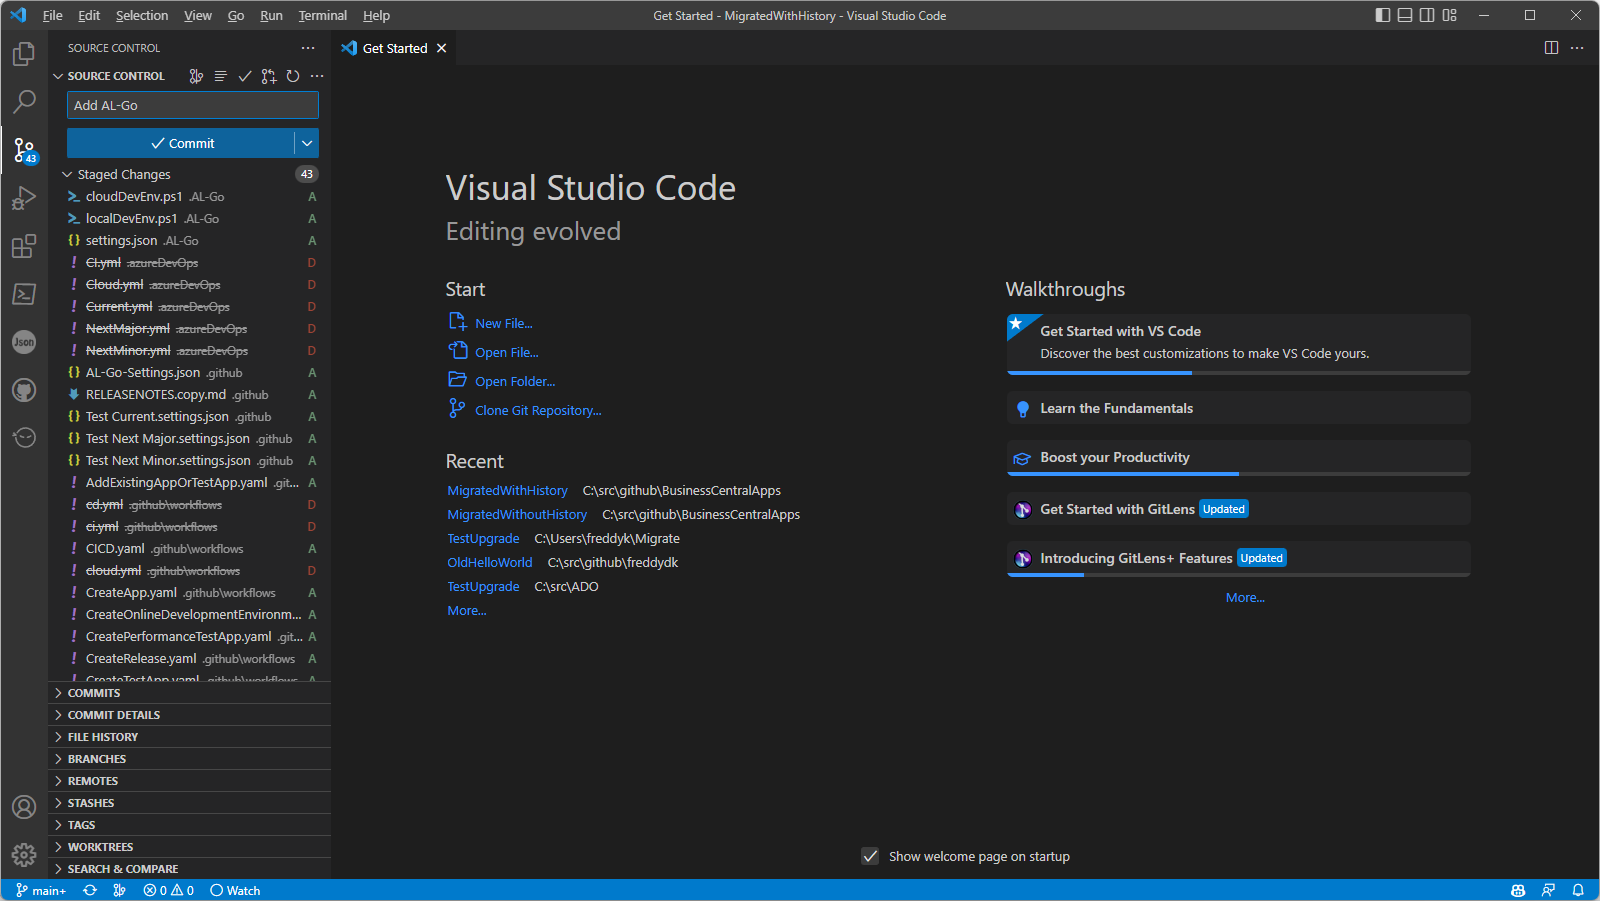 File Edit Selection View Go Run Terminal Help
Get Started - MigratedWithHistory - Visual Studio Code
SOURCE CONTROL
Get Started
SOURCE CONTROL
Add AL-Go
Commit
Staged Changes 43
cloudDevEnv.ps1 .AL-Go A
localDevEnv.ps1 .AL-Go A
settings.json .AL-Go A
CI.yml .azureDevOps D
Cloud.yml .azureDevOps D
Current.yml .azureDevOps D
NextMajor.yml .azureDevOps D
NextMinor.yml .azureDevOps D
AL-Go-Settings.json .github A
RELEASENOTES.copy.md .github A
Test Current.settings.json .github A
Test Next Major.settings.json .github A
Test Next Minor.settings.json .github A
AddExistingAppOrTestApp.yaml .git... A
cd.yml .github\workflows D
ci.yml .github\workflows D
CICD.yaml .github\workflows A
cloud.yml .github\workflows D
CreateApp.yaml .github\workflows A
CreateOnlineDevelopmentEnvironm... A
CreatePerformanceTestApp.yaml .git... A
CreateRelease.yaml .github\workflows A
CreateTestApp.yaml .github\workflows A
COMMITS
COMMIT DETAILS
FILE HISTORY
BRANCHES
REMOTES
STASHES
TAGS
WORKTREES
SEARCH & COMPARE
43
Json
Visual Studio Code
Editing evolved
Start
New File...
Open File...
Open Folder...
Clone Git Repository...
Recent
MigratedWithHistory C:\src\github\BusinessCentralApps
MigratedWithoutHistory C:\src\github\BusinessCentralApps
TestUpgrade C:\Users\freddyk\Migrate
OldHelloWorld C:\src\github\freddydk
TestUpgrade C:\src\ADO
More...
Walkthroughs
Get Started with VS Code
Discover the best customizations to make VS Code yours.
Learn the Fundamentals
Boost your Productivity
Get Started with GitLens Updated
Introducing GitLens+ Features Updated
More...
Show welcome page on startup
main+ 0 0 Watch